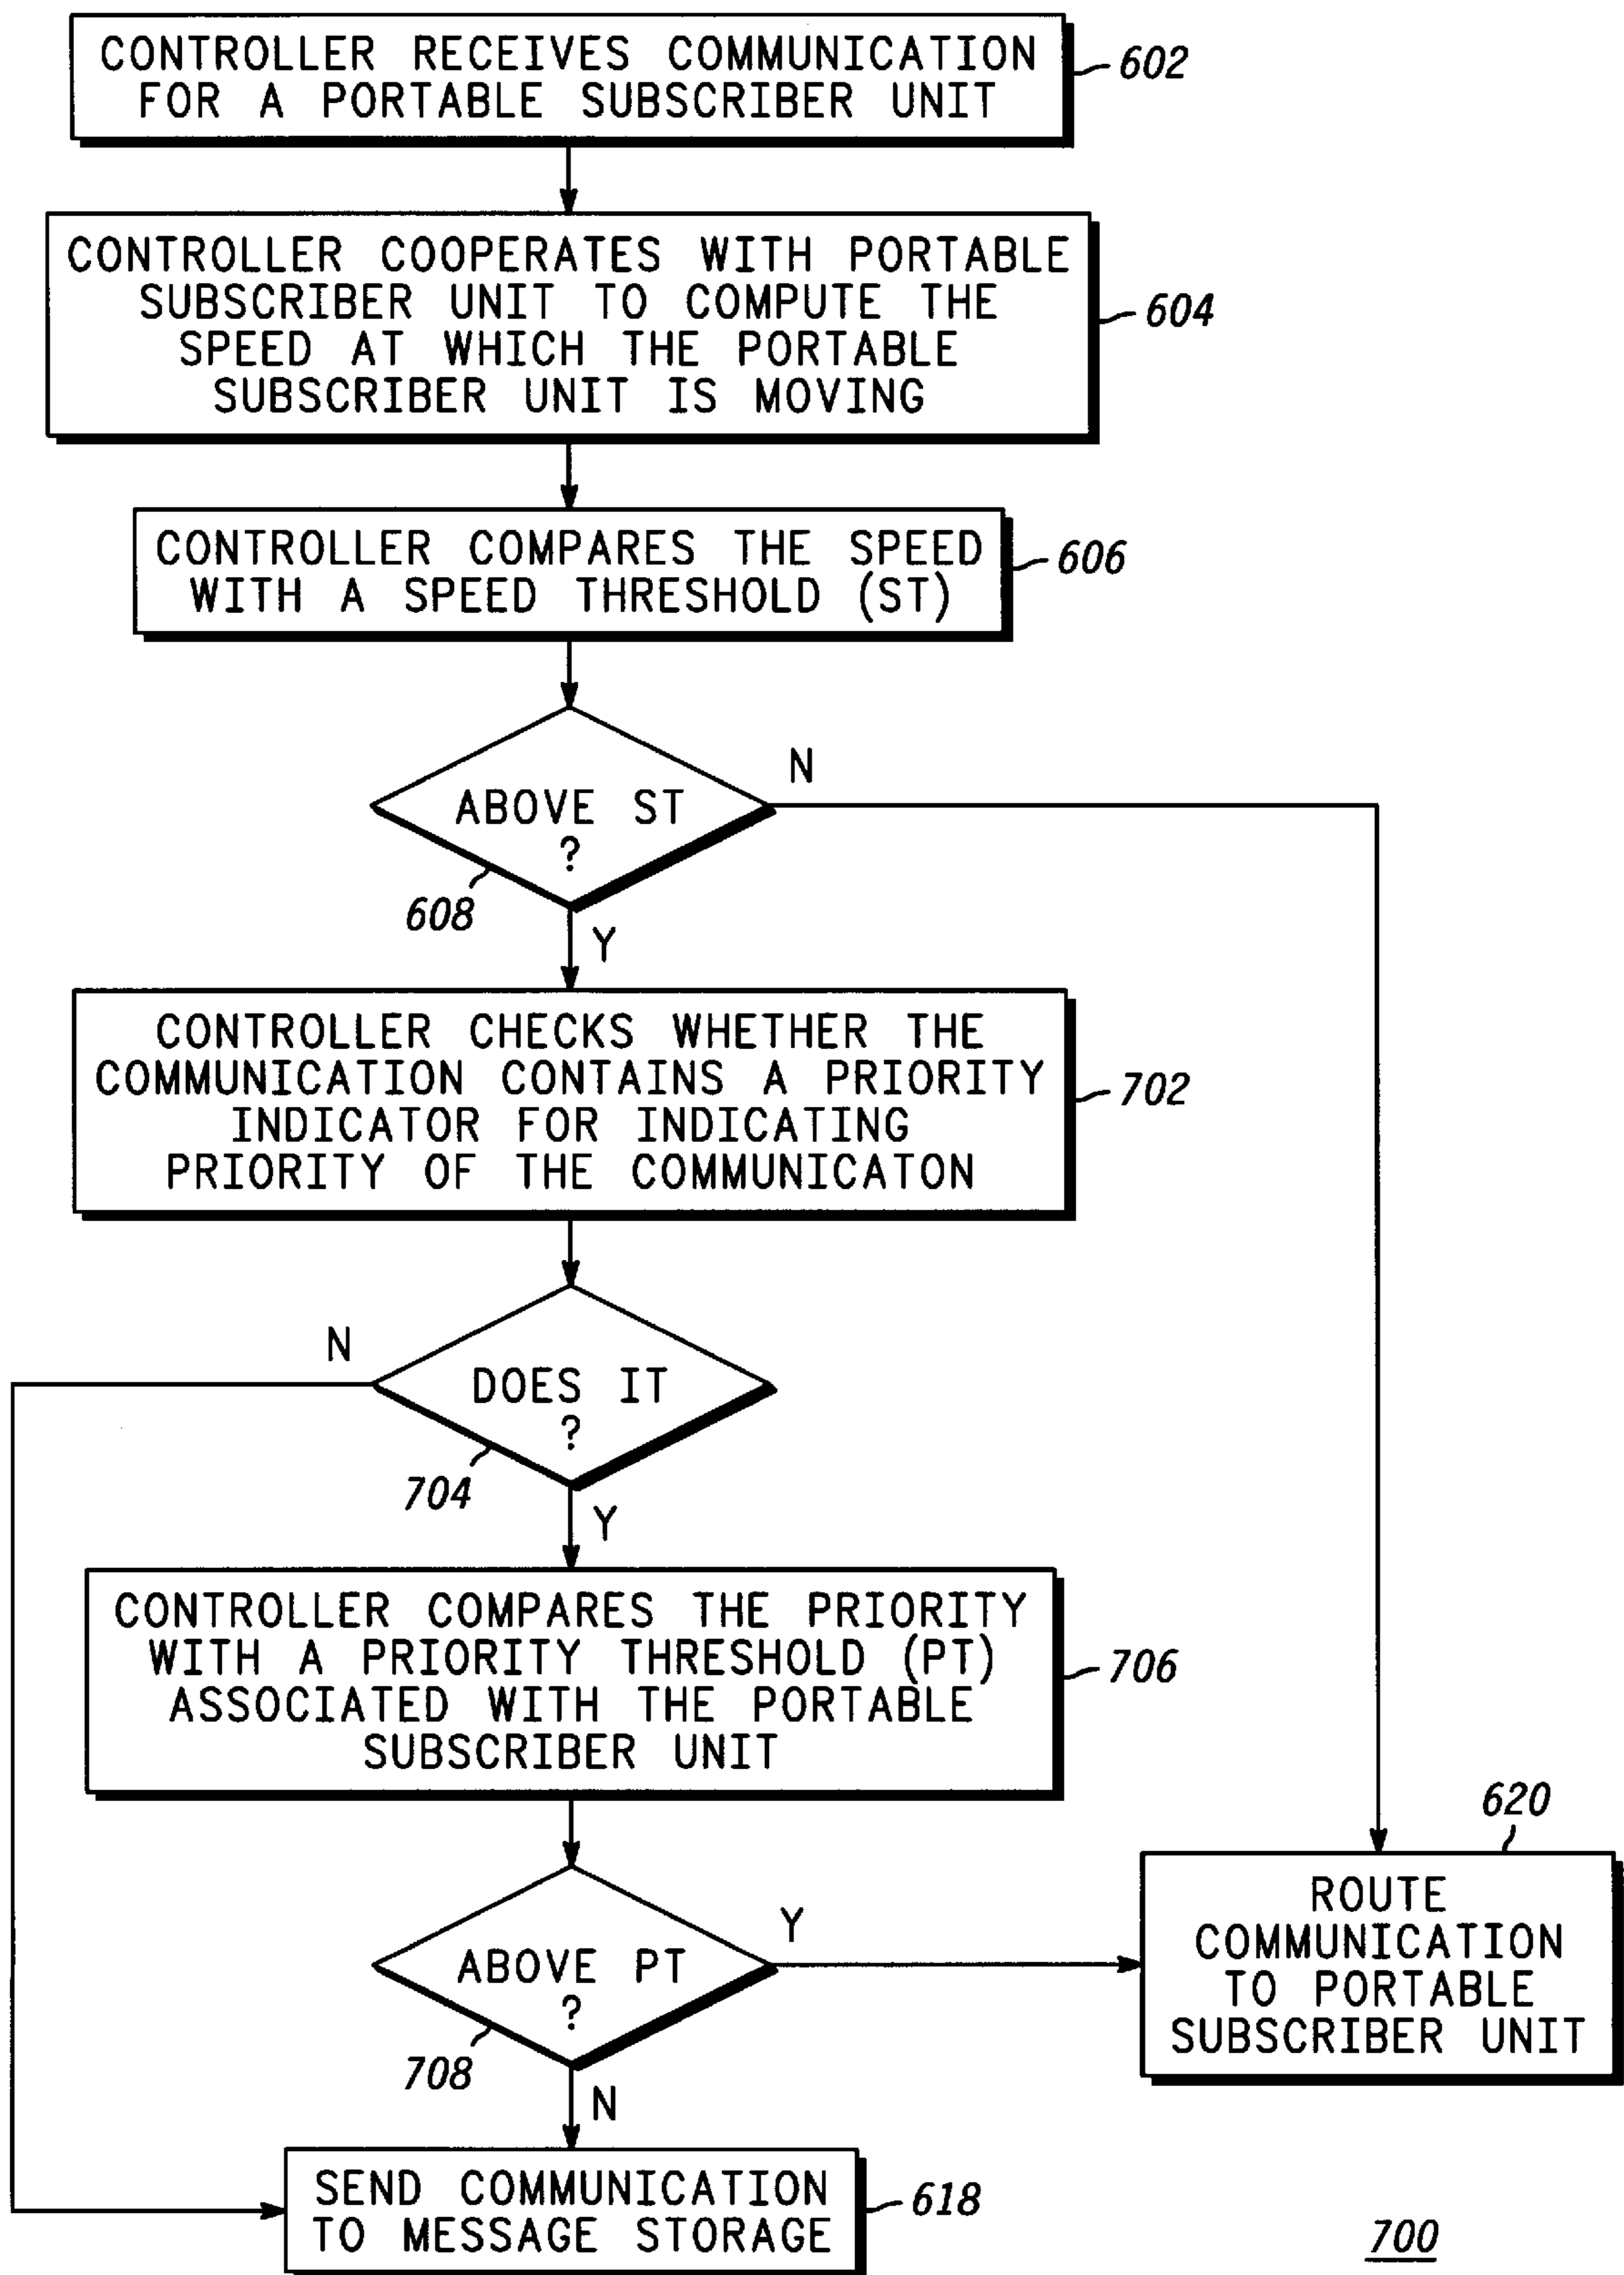 CONTROLLER RECEIVES COMMUNICATION
FOR A PORTABLE SUBSCRIBER UNIT
602
CONTROLLER COOPERATES WITH PORTABLE
SUBSCRIBER UNIT TO COMPUTE THE
SPEED AT WHICH THE PORTABLE
SUBSCRIBER UNIT IS MOVING
604
CONTROLLER COMPARES THE SPEED
WITH A SPEED THRESHOLD (ST)
606
ABOVE ST
?
N
608
Y
CONTROLLER CHECKS WHETHER THE
COMMUNICATION CONTAINS A PRIORITY
INDICATOR FOR INDICATING
PRIORITY OF THE COMMUNICATON
702
N
DOES IT
?
704
Y
CONTROLLER COMPARES THE PRIORITY
WITH A PRIORITY THRESHOLD (PT)
ASSOCIATED WITH THE PORTABLE
SUBSCRIBER UNIT
706
ABOVE PT
?
Y
708
N
620
ROUTE
COMMUNICATION
TO PORTABLE
SUBSCRIBER UNIT
SEND COMMUNICATION
TO MESSAGE STORAGE
618
700